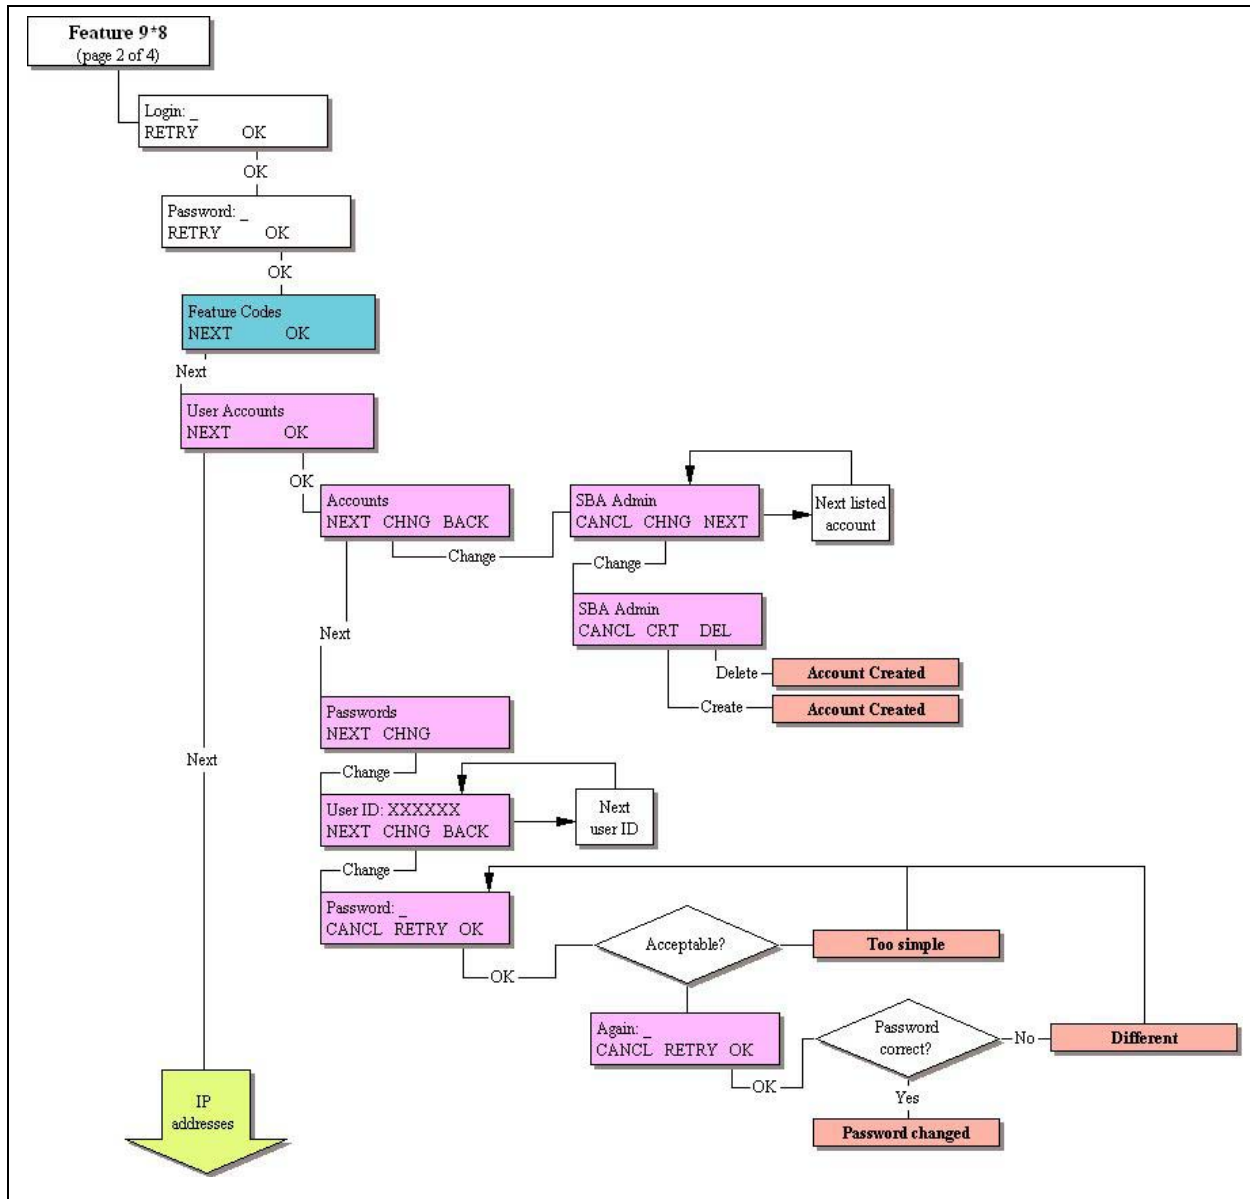 Feature 9*8
(page 2 of 4)
Login: _
RETRY OK
OK
Password: _
RETRY OK
OK
Feature Codes
NEXT OK
Next
User Accounts
NEXT OK
OK
Accounts
NEXT CHNG BACK
Change
SBA Admin
CANCL CHNG NEXT
Next listed
account
Change
SBA Admin
CANCL CRT DEL
Delete
Account Created
Create
Account Created
Next
Passwords
NEXT CHNG
Next
Change
User ID: XXXXXX
NEXT CHNG BACK
Next
user ID
Change
Password: _
CANCL RETRY OK
OK
Acceptable?
Too simple
Again: _
CANCL RETRY OK
OK
Password
correct?
No
Different
Yes
Password changed
IP
addresses